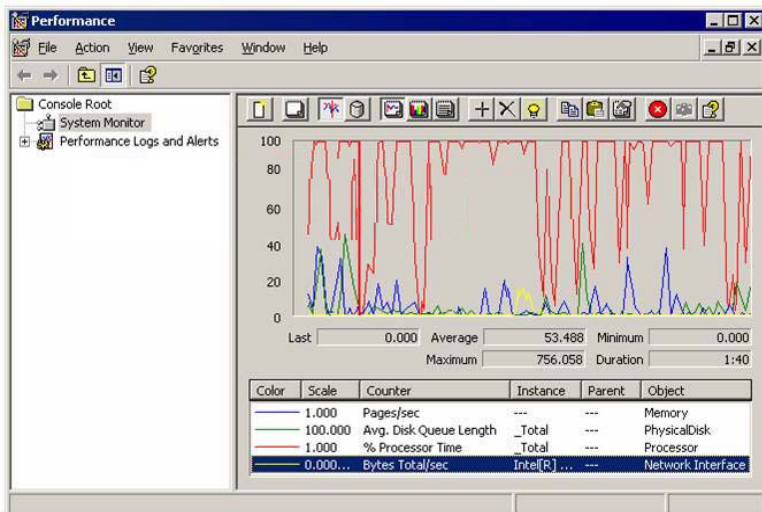 Performance
File Action View Favorites Window Help
Console Root
System Monitor
Performance Logs and Alerts
100
80
60
40
20
0
Last 0.000 Average 53.488 Minimum 0.000
Maximum 756.058 Duration 1:40
Color Scale Counter Instance Parent Object
1.000 Pages/sec --- --- Memory
100.000 Avg. Disk Queue Length _Total --- PhysicalDisk
1.000 % Processor Time _Total --- Processor
0.000... Bytes Total/sec Intel[R] ... --- Network Interface